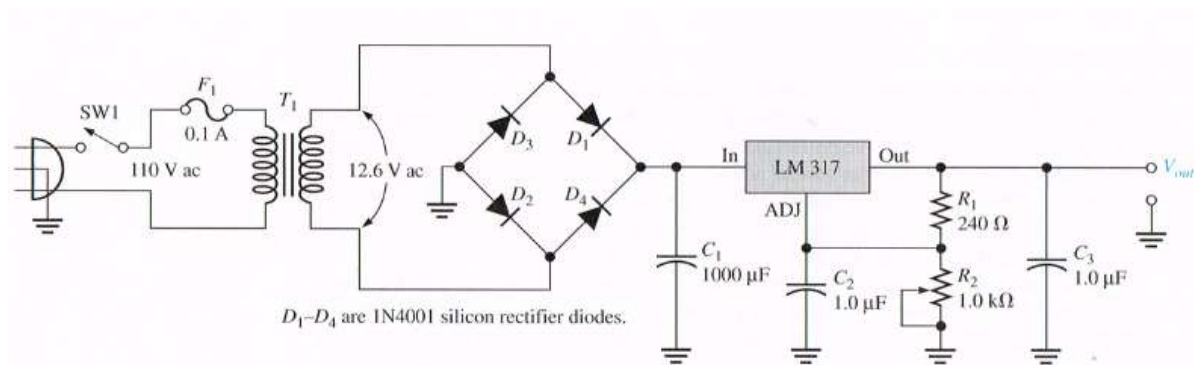 SW1
F1
0.1 A
T1
110 V ac
12.6 V ac
D3
D1
D2
D4
In
LM 317
Out
ADJ
R1
240 Ω
C1
1000 µF
C2
1.0 µF
R2
1.0 kΩ
C3
1.0 µF
Vout
D1–D4 are 1N4001 silicon rectifier diodes.